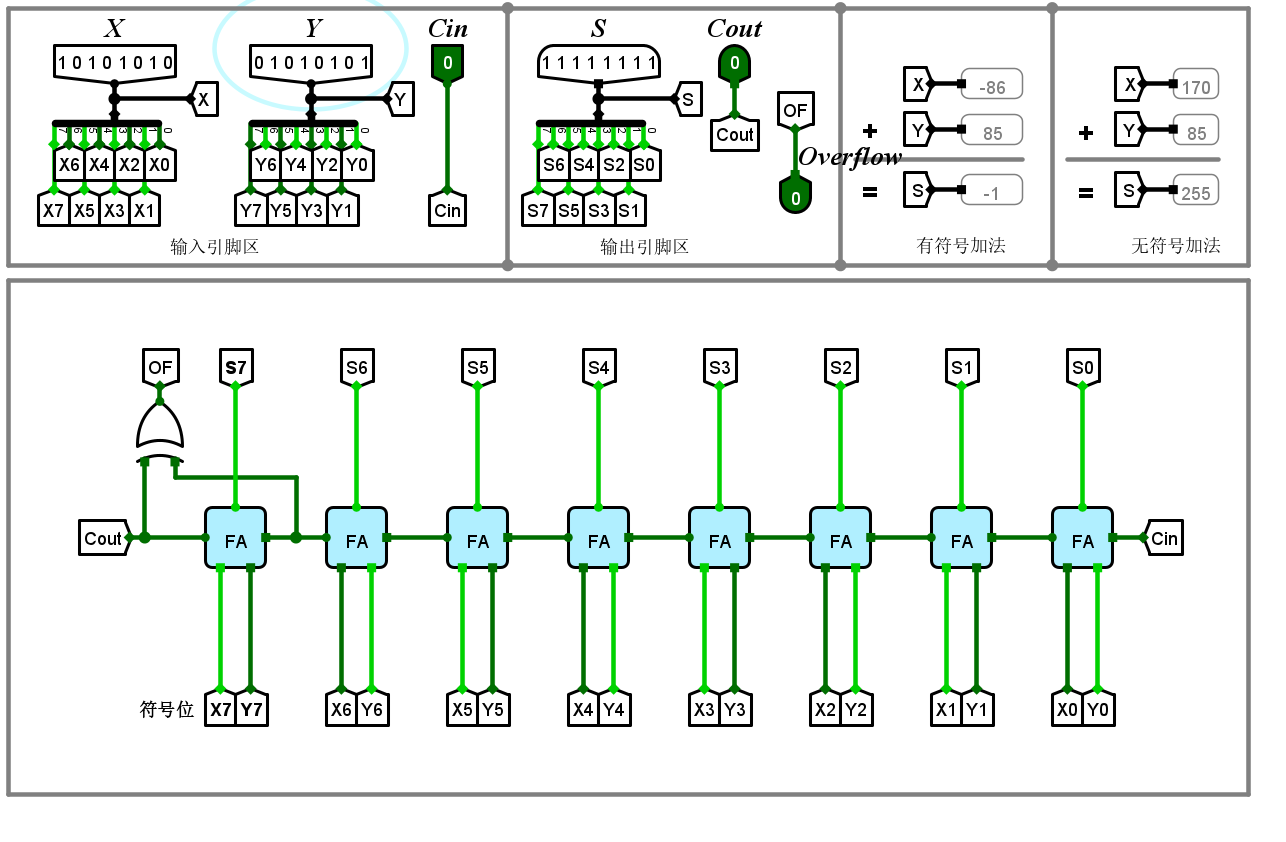 X Y Cin S Cout
1 0 1 0 1 0 1 0 0 1 0 1 0 1 0 1 0 1 1 1 1 1 1 1 1 0
X Y S X -86 X 170
OF
7 6 5 4 3 2 1 0 7 6 5 4 3 2 1 0 7 6 5 4 3 2 1 0 Cout + Y 85 + Y 85
X6 X4 X2 X0 Y6 Y4 Y2 Y0 S6 S4 S2 S0 Overflow
X7 X5 X3 X1 Y7 Y5 Y3 Y1 Cin S7 S5 S3 S1 0 = S -1 = S 255
输入引脚区 输出引脚区 有符号加法 无符号加法
OF S7 S6 S5 S4 S3 S2 S1 S0
Cout FA FA FA FA FA FA FA FA Cin
符号位 X7 Y7 X6 Y6 X5 Y5 X4 Y4 X3 Y3 X2 Y2 X1 Y1 X0 Y0